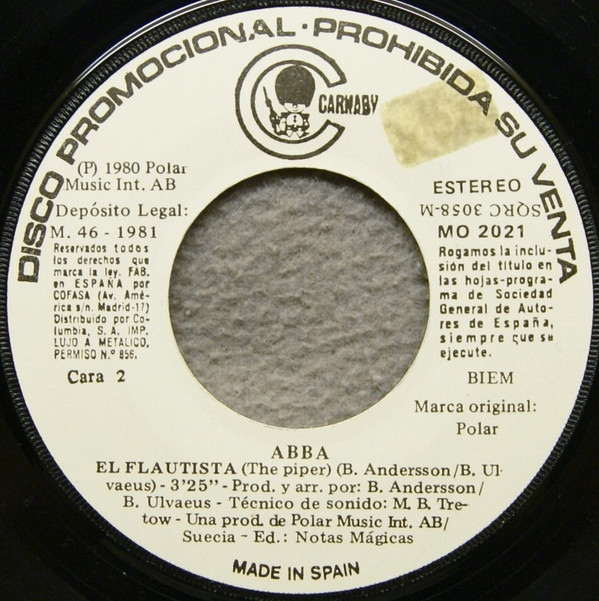 DISCO PROMOCIONAL · PROHIBIDA SU VENTA
CARNABY
(P) 1980 Polar
Music Int. AB
Depósito Legal:
M. 46 - 1981
Reservados todos
los derechos que
marca la ley. FAB.
en ESPAÑA por
COFASA (Av. Amé-
rica s/n. Madrid-17)
Distribuido por Co-
lumbia, S. A. IMP.
LUJO A METALICO,
PERMISO N.º 856.
Cara 2
ESTEREO
SQRC 3058-M
MO 2021
Rogamos la inclu-
sión del título en
las hojas-progra-
ma de Sociedad
General de Auto-
res de España,
siempre que se
ejecute.
BIEM
Marca original:
Polar
ABBA
EL FLAUTISTA (The piper) (B. Andersson/B. Ul-
vaeus) - 3'25" - Prod. y arr. por: B. Andersson/
B. Ulvaeus - Técnico de sonido: M. B. Tre-
tow - Una prod. de Polar Music Int. AB/
Suecia - Ed.: Notas Mágicas
MADE IN SPAIN